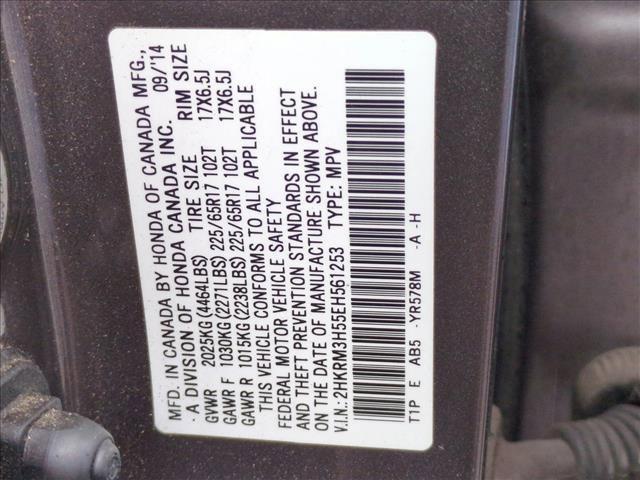 MFD. IN CANADA BY HONDA OF CANADA MFG.,
A DIVISION OF HONDA CANADA INC. 09/'14
TIRE SIZE RIM SIZE
GVWR 2025KG(4464LBS)
GAWR F 1030KG(2271LBS) 225/65R17 102T 17X6.5J
GAWR R 1015KG(2238LBS) 225/65R17 102T 17X6.5J
THIS VEHICLE CONFORMS TO ALL APPLICABLE
FEDERAL MOTOR VEHICLE SAFETY
AND THEFT PREVENTION STANDARDS IN EFFECT
ON THE DATE OF MANUFACTURE SHOWN ABOVE.
V.I.N.: 2HKRM3H55EH561253 TYPE: MPV
T1P E AB5 -YR578M -A -H